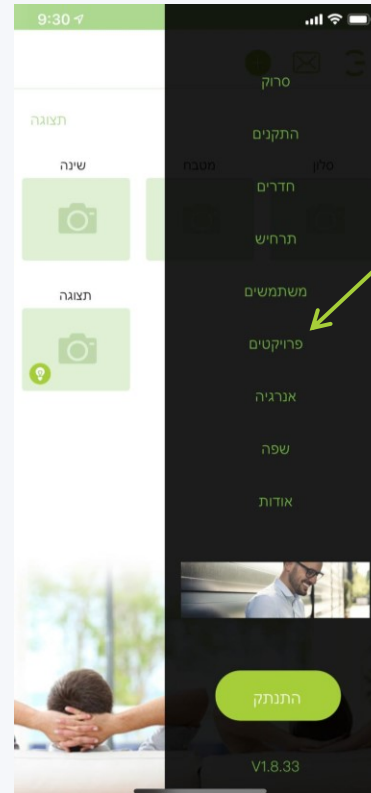 9:30
סרוק
התקנים
חדרים
תרחיש
משתמשים
פרויקטים
אנרגיה
שפה
אודות
התנתק
V1.8.33
תצוגה
סלון
מטבח
שינה
תצוגה